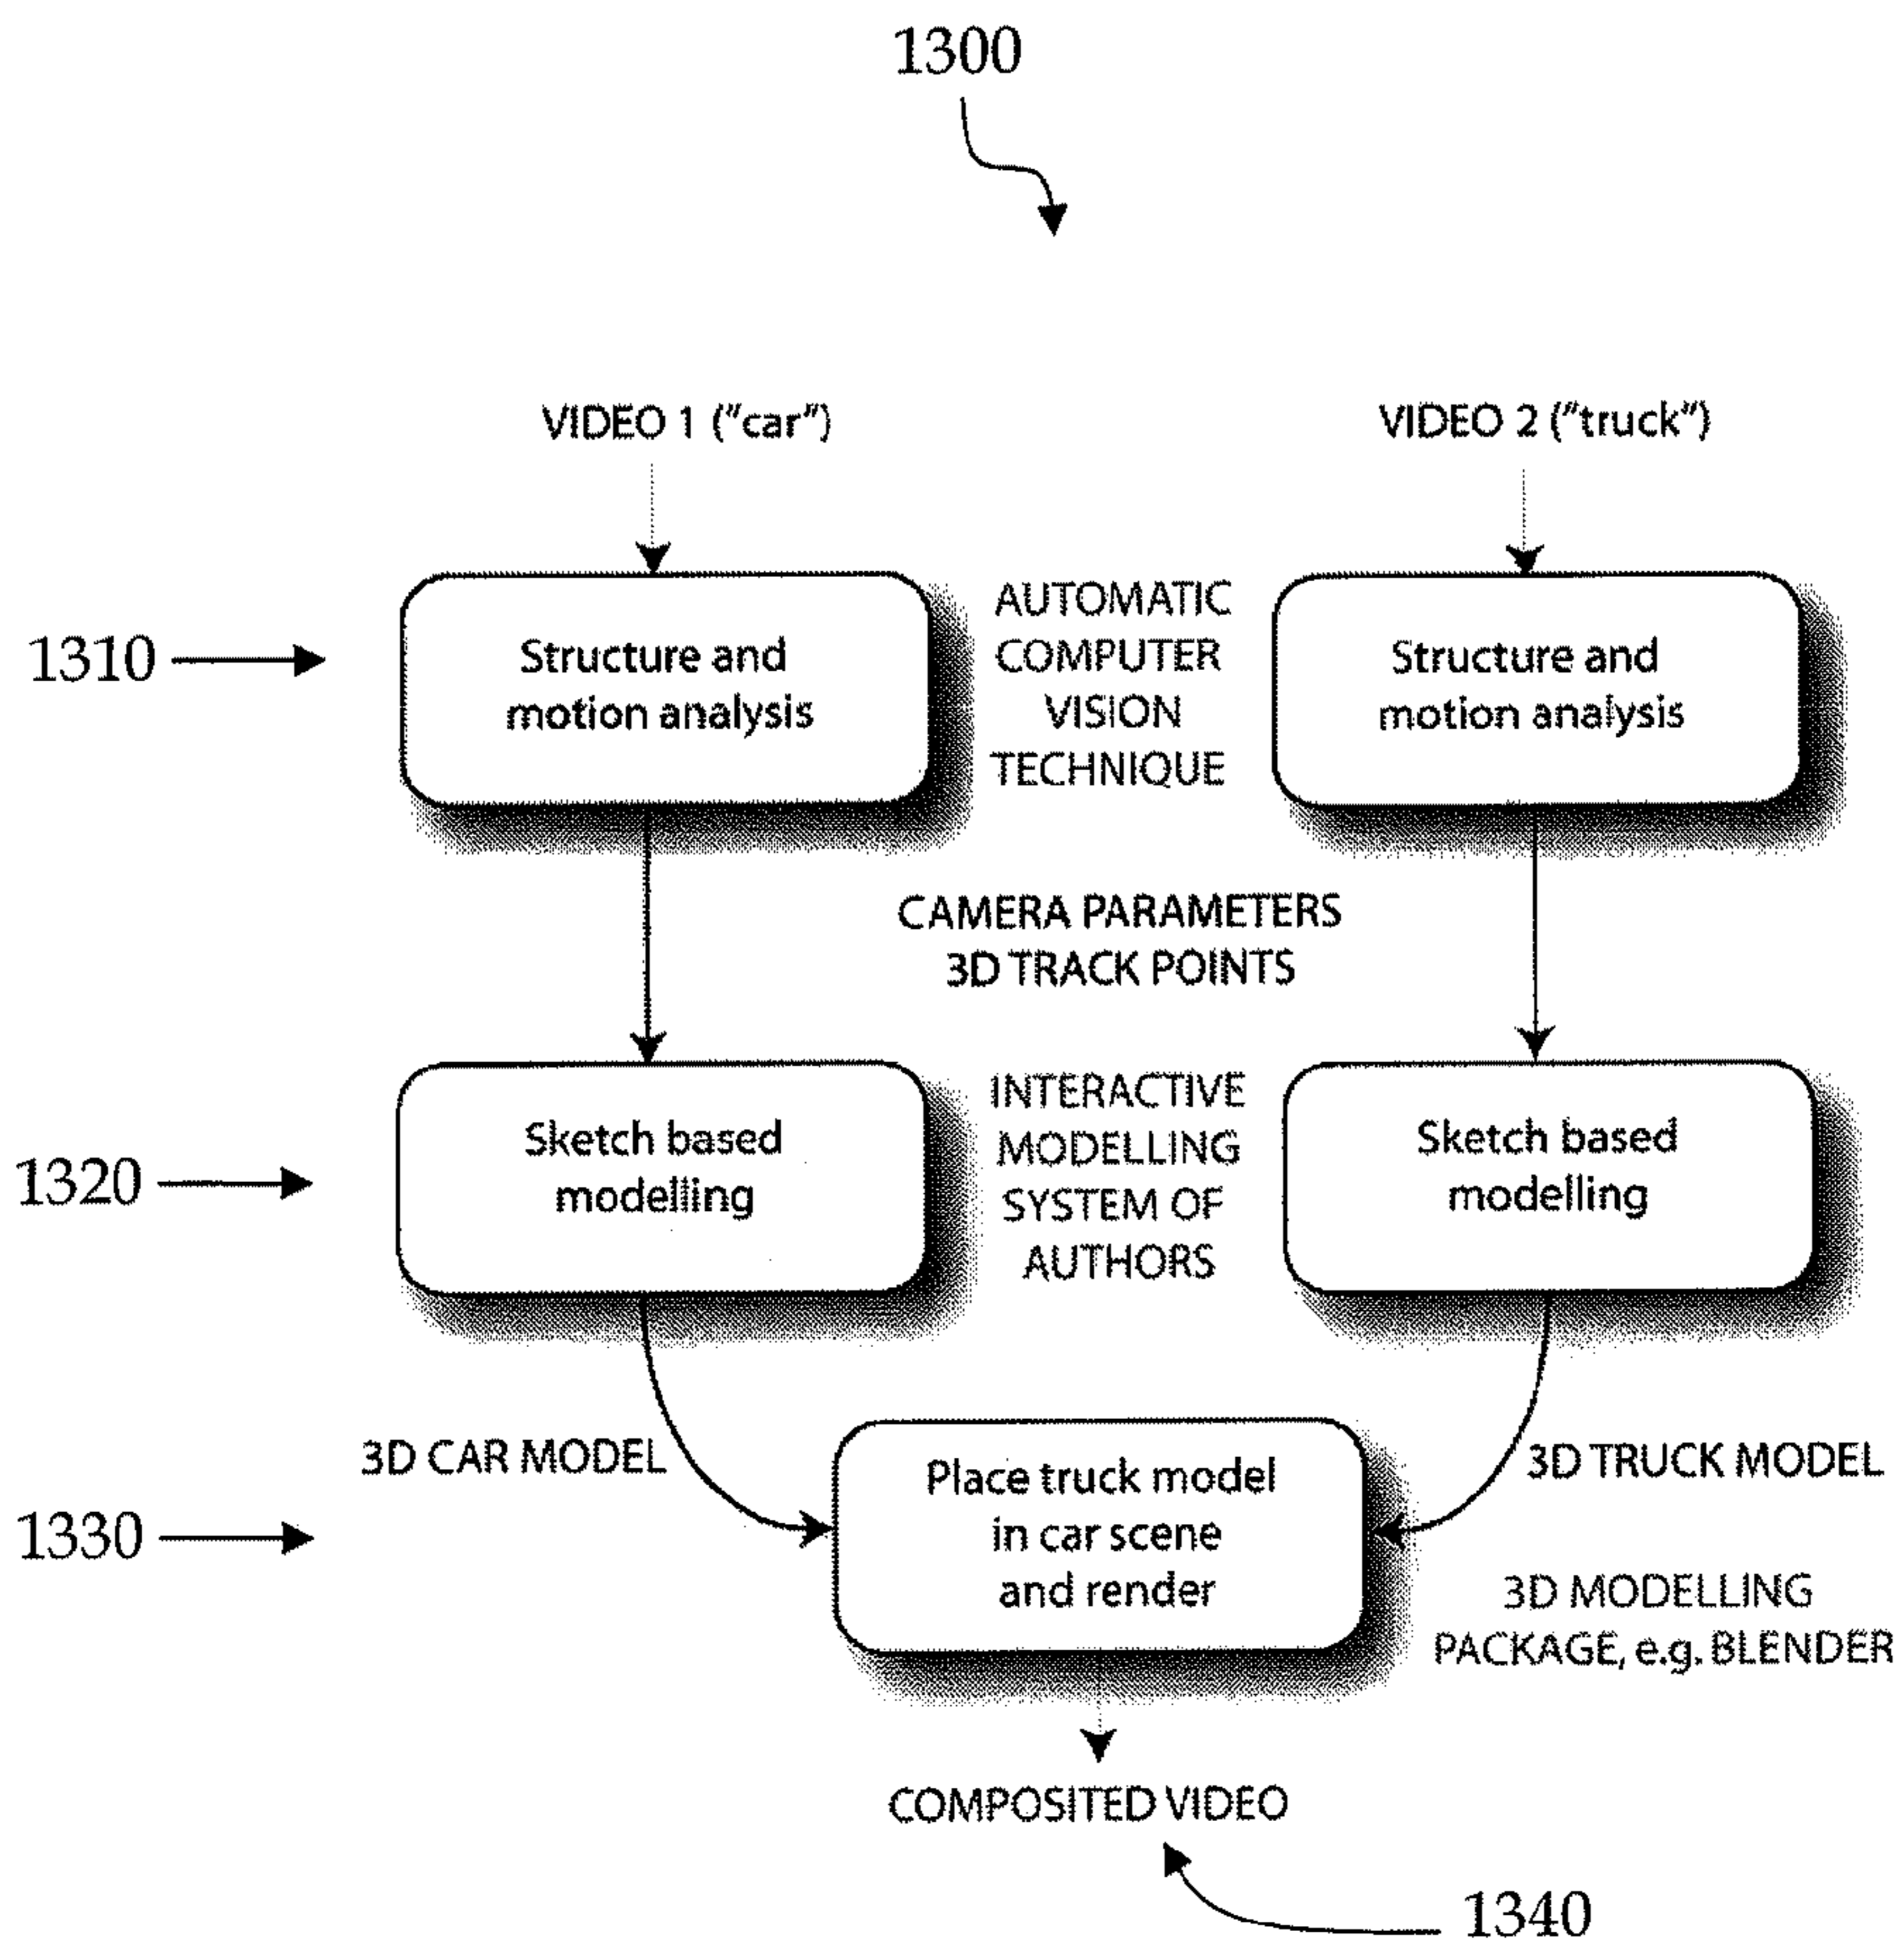 1300
VIDEO 1 ("car")
VIDEO 2 ("truck")
1310
Structure and
motion analysis
AUTOMATIC
COMPUTER
VISION
TECHNIQUE
Structure and
motion analysis
CAMERA PARAMETERS
3D TRACK POINTS
1320
Sketch based
modelling
INTERACTIVE
MODELLING
SYSTEM OF
AUTHORS
Sketch based
modelling
3D CAR MODEL
3D TRUCK MODEL
1330
Place truck model
in car scene
and render
3D MODELLING
PACKAGE, e.g. BLENDER
COMPOSITED VIDEO
1340